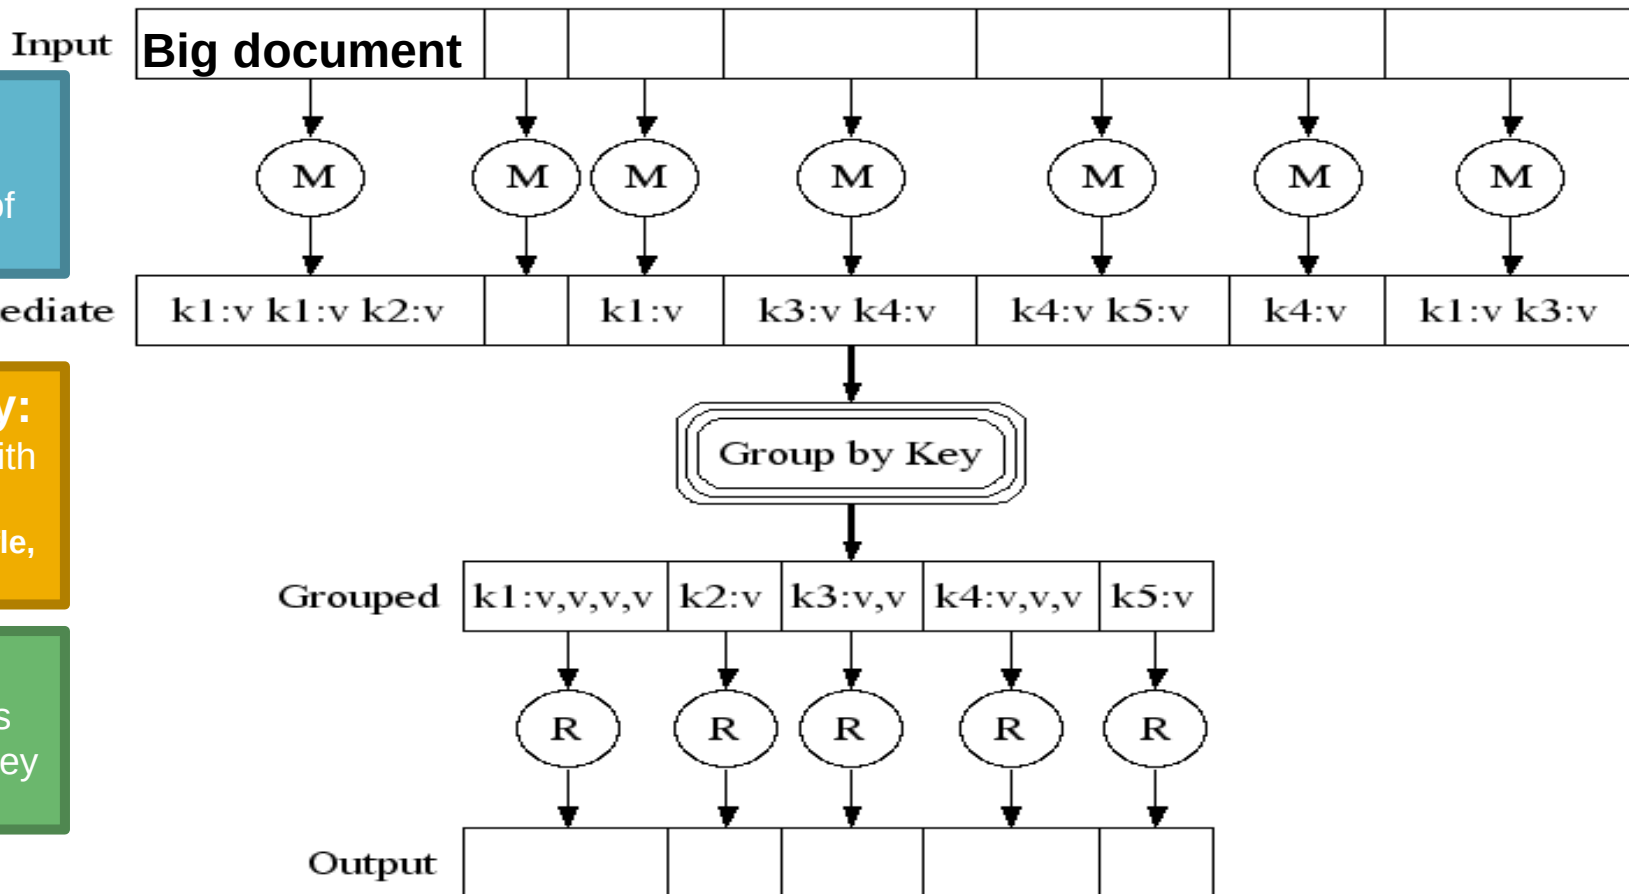 Input
Big document
of
M M M M M M M
ediate
k1:v k1:v k2:v
k1:v
k3:v k4:v
k4:v k5:v
k4:v
k1:v k3:v
y:
ith
le,
Group by Key
Grouped
k1:v,v,v,v
k2:v
k3:v,v
k4:v,v,v
k5:v
s
ey
R R R R R
Output